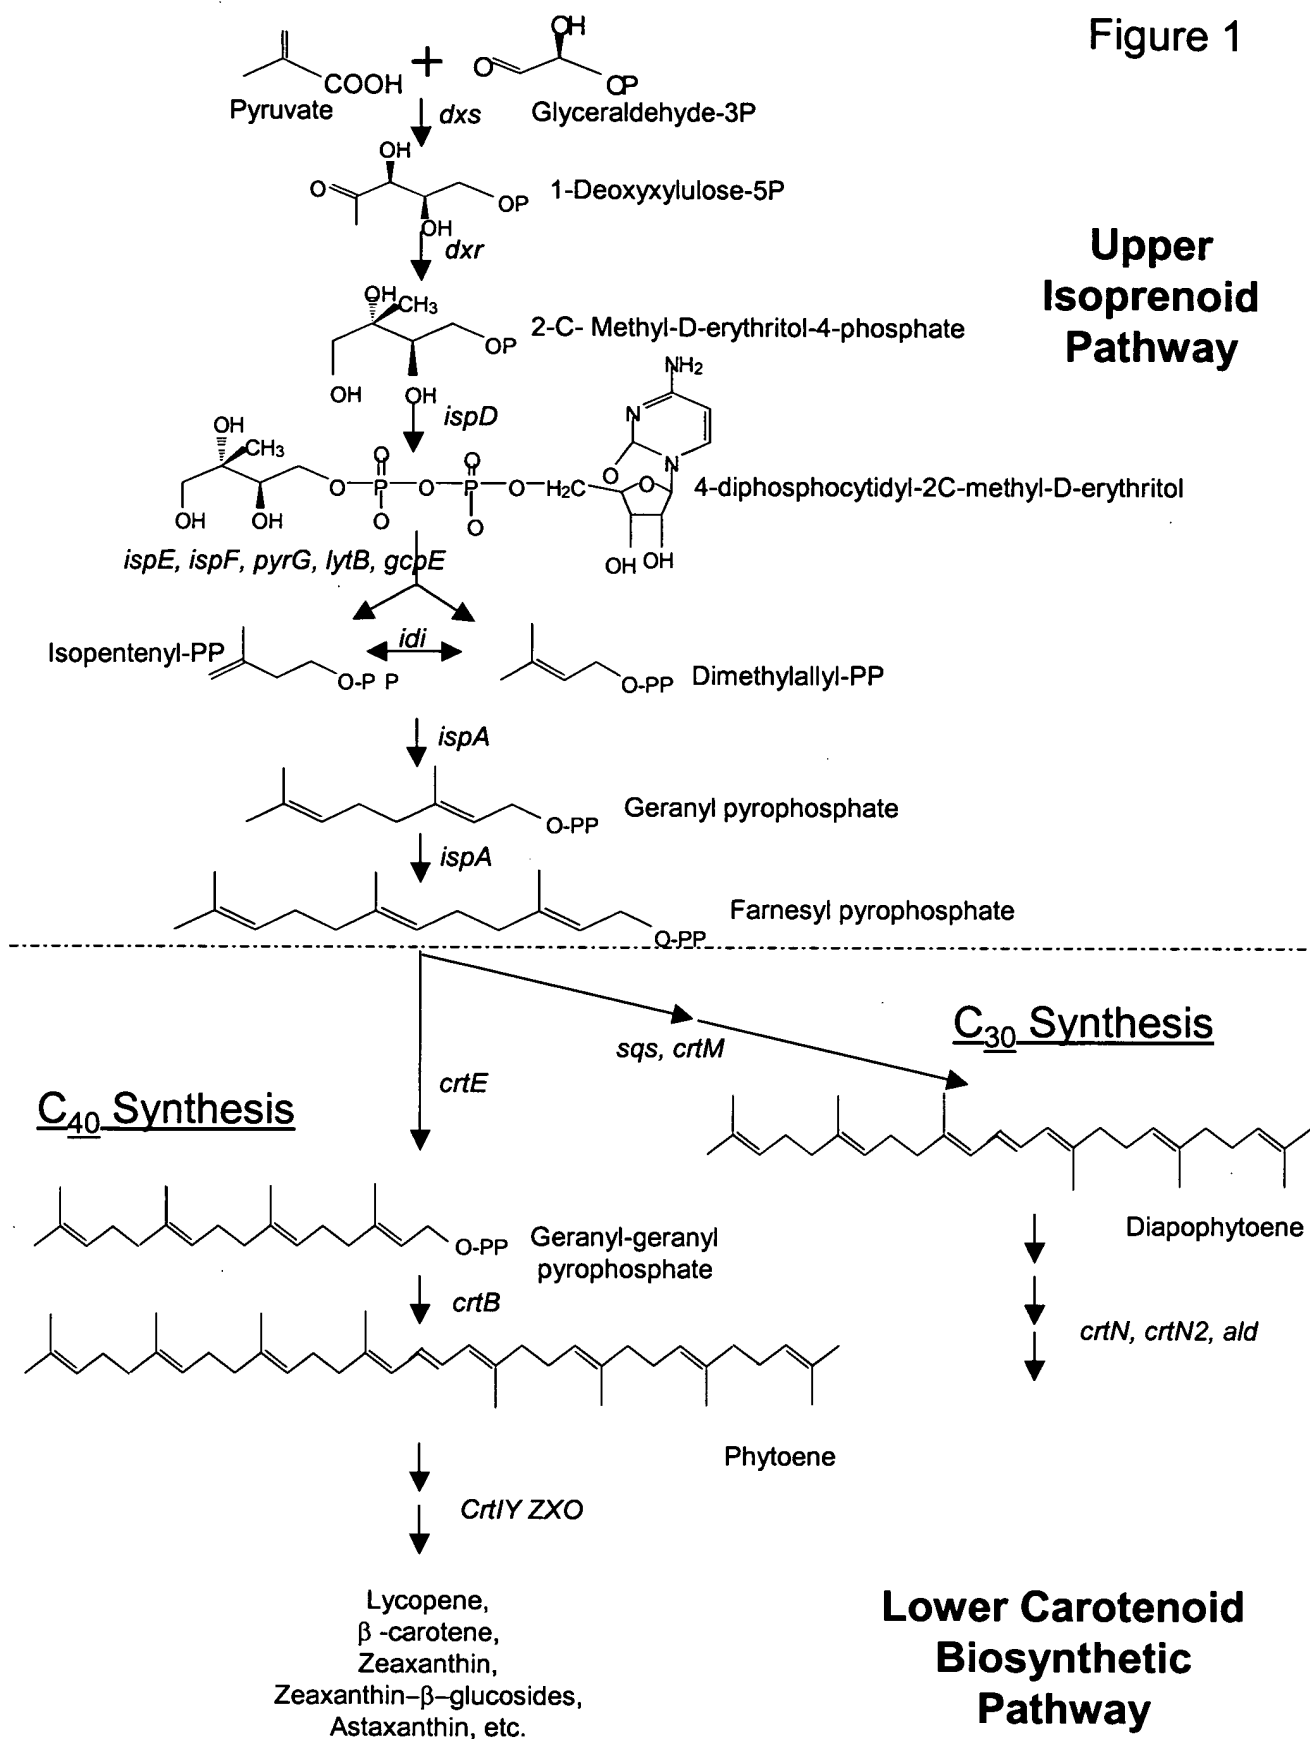 Figure 1
OH
+
O
COOH
OP
Pyruvate
dxs
Glyceraldehyde-3P
OH
O
1-Deoxyxylulose-5P
OP
OH
dxr
Upper
Isoprenoid
Pathway
OH
CH3
2-C- Methyl-D-erythritol-4-phosphate
OP
OH
OH
NH2
ispD
N
OH
CH3
O
O
N
O
P
O
P
O
H2C
O
O
4-diphosphocytidyl-2C-methyl-D-erythritol
OH
OH
O
O
ispE, ispF, pyrG, lytB, gcpE
OH
OH
Isopentenyl-PP
idi
O-P P
O-PP
Dimethylallyl-PP
ispA
Geranyl pyrophosphate
O-PP
ispA
Farnesyl pyrophosphate
O-PP
C30 Synthesis
sqs, crtM
crtE
C40 Synthesis
Diapophytoene
O-PP
Geranyl-geranyl
pyrophosphate
crtB
crtN, crtN2, ald
Phytoene
CrtIY ZXO
Lycopene,
β -carotene,
Zeaxanthin,
Zeaxanthin–β–glucosides,
Astaxanthin, etc.
Lower Carotenoid
Biosynthetic
Pathway